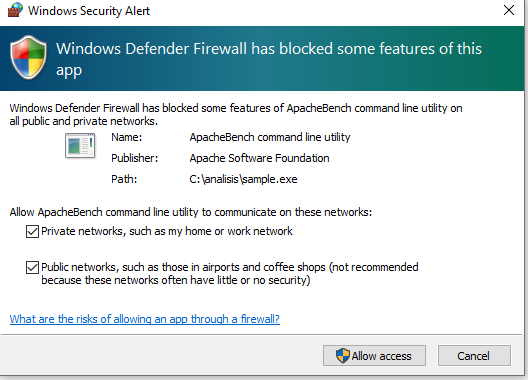 Windows Security Alert
Windows Defender Firewall has blocked some features of this
app
Windows Defender Firewall has blocked some features of ApacheBench command line utility on
all public and private networks.
Name: ApacheBench command line utility
Publisher: Apache Software Foundation
Path: C:\analisis\sample.exe
Allow ApacheBench command line utility to communicate on these networks:
Private networks, such as my home or work network
Public networks, such as those in airports and coffee shops (not recommended
because these networks often have little or no security)
What are the risks of allowing an app through a firewall?
Allow access Cancel